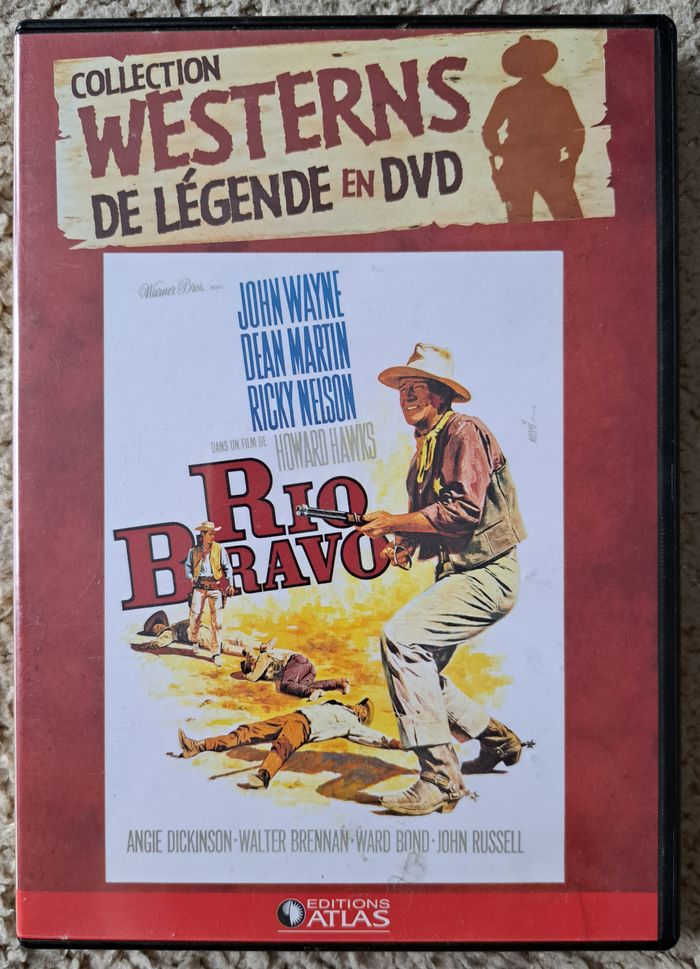 COLLECTION
WESTERNS
DE LÉGENDE EN DVD
Warner Bros.
JOHN WAYNE
DEAN MARTIN
RICKY NELSON
DANS UN FILM DE HOWARD HAWKS
RIO
BRAVO
ANGIE DICKINSON • WALTER BRENNAN • WARD BOND • JOHN RUSSELL
EDITIONS
ATLAS